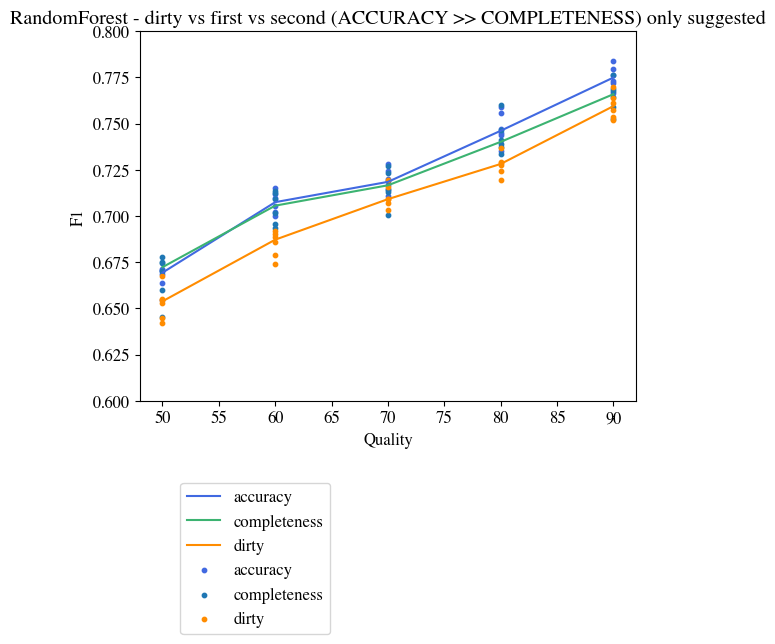 RandomForest - dirty vs first vs second (ACCURACY >> COMPLETENESS) only suggested
0.800
0.775
0.750
0.725
0.700
0.675
0.650
0.625
0.600
F1
50 55 60 65 70 75 80 85 90
Quality
accuracy
completeness
dirty
accuracy
completeness
dirty